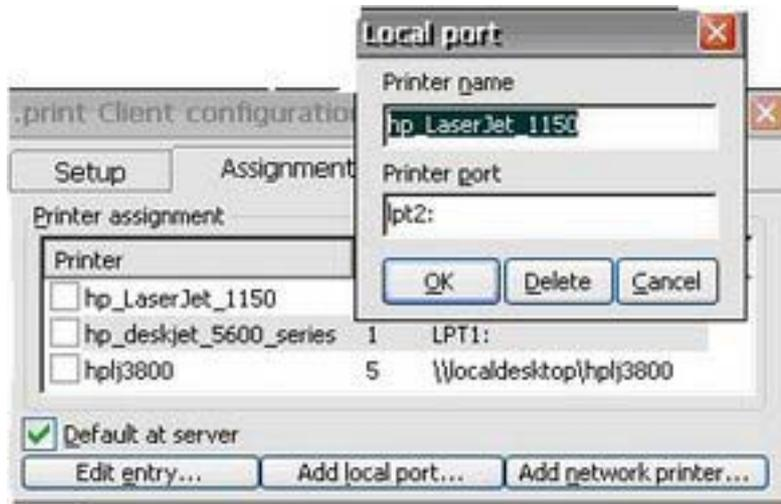 Local port
Printer name
hp_LaserJet_1150
Printer port
lpt2:
OK Delete Cancel
.print Client configuratio
Setup Assignment
Printer assignment
Printer
hp_LaserJet_1150
hp_deskjet_5600_series 1 LPT1:
hplj3800 5 \\localdesktop\hplj3800
Default at server
Edit entry... Add local port... Add network printer...